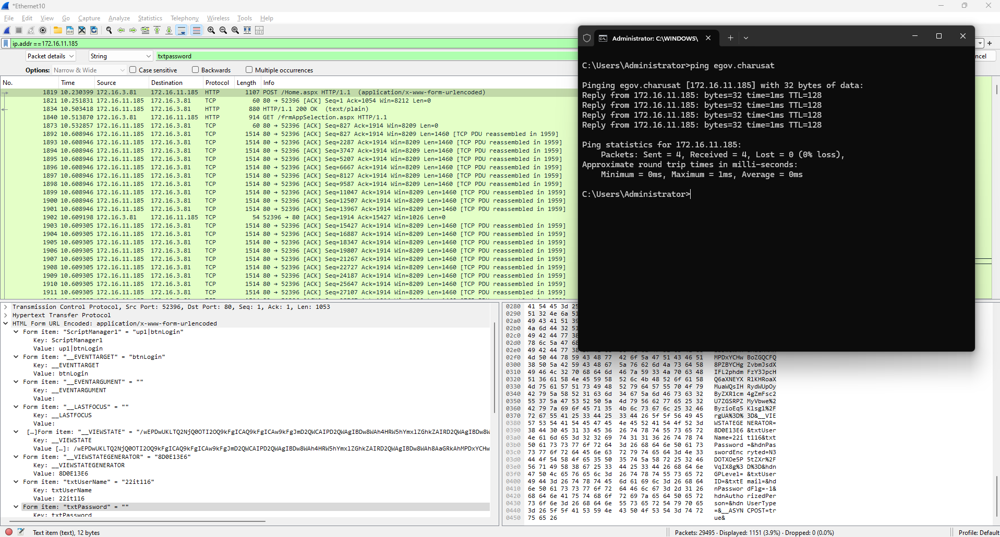 *Ethernet10
File Edit View Go Capture Analyze Statistics Telephony Wireless Tools Help
ip.addr ==172.16.11.185
Packet details String txtpassword ncel
Options: Narrow & Wide Case sensitive Backwards Multiple occurrences
No. Time Source Destination Protocol Length Info
1819 10.230399 172.16.3.81 172.16.11.185 HTTP 1107 POST /Home.aspx HTTP/1.1 (application/x-www-form-urlencoded)
1821 10.251831 172.16.11.185 172.16.3.81 TCP 60 80 → 52396 [ACK] Seq=1 Ack=1054 Win=8212 Len=0
1834 10.503418 172.16.11.185 172.16.3.81 HTTP 880 HTTP/1.1 200 OK (text/plain)
1840 10.513870 172.16.3.81 172.16.11.185 HTTP 914 GET /frmAppSelection.aspx HTTP/1.1
1873 10.532857 172.16.11.185 172.16.3.81 TCP 60 80 → 52396 [ACK] Seq=827 Ack=1914 Win=8209 Len=0
1892 10.608946 172.16.11.185 172.16.3.81 TCP 1514 80 → 52396 [ACK] Seq=827 Ack=1914 Win=8209 Len=1460 [TCP PDU reassembled in 1959]
1893 10.608946 172.16.11.185 172.16.3.81 TCP 1514 80 → 52396 [ACK] Seq=2287 Ack=1914 Win=8209 Len=1460 [TCP PDU reassembled in 1959]
1894 10.608946 172.16.11.185 172.16.3.81 TCP 1514 80 → 52396 [ACK] Seq=3747 Ack=1914 Win=8209 Len=1460 [TCP PDU reassembled in 1959]
1895 10.608946 172.16.11.185 172.16.3.81 TCP 1514 80 → 52396 [ACK] Seq=5207 Ack=1914 Win=8209 Len=1460 [TCP PDU reassembled in 1959]
1896 10.608946 172.16.11.185 172.16.3.81 TCP 1514 80 → 52396 [ACK] Seq=6667 Ack=1914 Win=8209 Len=1460 [TCP PDU reassembled in 1959]
1897 10.608946 172.16.11.185 172.16.3.81 TCP 1514 80 → 52396 [ACK] Seq=8127 Ack=1914 Win=8209 Len=1460 [TCP PDU reassembled in 1959]
1898 10.608946 172.16.11.185 172.16.3.81 TCP 1514 80 → 52396 [ACK] Seq=9587 Ack=1914 Win=8209 Len=1460 [TCP PDU reassembled in 1959]
1899 10.608946 172.16.11.185 172.16.3.81 TCP 1514 80 → 52396 [ACK] Seq=11047 Ack=1914 Win=8209 Len=1460 [TCP PDU reassembled in 1959]
1900 10.608946 172.16.11.185 172.16.3.81 TCP 1514 80 → 52396 [ACK] Seq=12507 Ack=1914 Win=8209 Len=1460 [TCP PDU reassembled in 1959]
1901 10.608946 172.16.11.185 172.16.3.81 TCP 1514 80 → 52396 [ACK] Seq=13967 Ack=1914 Win=8209 Len=1460 [TCP PDU reassembled in 1959]
1902 10.609198 172.16.3.81 172.16.11.185 TCP 54 52396 → 80 [ACK] Seq=1914 Ack=15427 Win=1026 Len=0
1903 10.609305 172.16.11.185 172.16.3.81 TCP 1514 80 → 52396 [ACK] Seq=15427 Ack=1914 Win=8209 Len=1460 [TCP PDU reassembled in 1959]
1904 10.609305 172.16.11.185 172.16.3.81 TCP 1514 80 → 52396 [ACK] Seq=16887 Ack=1914 Win=8209 Len=1460 [TCP PDU reassembled in 1959]
1905 10.609305 172.16.11.185 172.16.3.81 TCP 1514 80 → 52396 [ACK] Seq=18347 Ack=1914 Win=8209 Len=1460 [TCP PDU reassembled in 1959]
1906 10.609305 172.16.11.185 172.16.3.81 TCP 1514 80 → 52396 [ACK] Seq=19807 Ack=1914 Win=8209 Len=1460 [TCP PDU reassembled in 1959]
1907 10.609305 172.16.11.185 172.16.3.81 TCP 1514 80 → 52396 [ACK] Seq=21267 Ack=1914 Win=8209 Len=1460 [TCP PDU reassembled in 1959]
1908 10.609305 172.16.11.185 172.16.3.81 TCP 1514 80 → 52396 [ACK] Seq=22727 Ack=1914 Win=8209 Len=1460 [TCP PDU reassembled in 1959]
1909 10.609305 172.16.11.185 172.16.3.81 TCP 1514 80 → 52396 [ACK] Seq=24187 Ack=1914 Win=8209 Len=1460 [TCP PDU reassembled in 1959]
1910 10.609305 172.16.11.185 172.16.3.81 TCP 1514 80 → 52396 [ACK] Seq=25647 Ack=1914 Win=8209 Len=1460 [TCP PDU reassembled in 1959]
1911 10.609305 172.16.11.185 172.16.3.81 TCP 1514 80 → 52396 [ACK] Seq=27107 Ack=1914 Win=8209 Len=1460 [TCP PDU reassembled in 1959]
Administrator: C:\WINDOWS\
C:\Users\Administrator>ping egov.charusat
Pinging egov.charusat [172.16.11.185] with 32 bytes of data:
Reply from 172.16.11.185: bytes=32 time=1ms TTL=128
Reply from 172.16.11.185: bytes=32 time=1ms TTL=128
Reply from 172.16.11.185: bytes=32 time<1ms TTL=128
Reply from 172.16.11.185: bytes=32 time=1ms TTL=128
Ping statistics for 172.16.11.185:
Packets: Sent = 4, Received = 4, Lost = 0 (0% loss),
Approximate round trip times in milli-seconds:
Minimum = 0ms, Maximum = 1ms, Average = 0ms
C:\Users\Administrator>
Transmission Control Protocol, Src Port: 52396, Dst Port: 80, Seq: 1, Ack: 1, Len: 1053
Hypertext Transfer Protocol
HTML Form URL Encoded: application/x-www-form-urlencoded
Form item: "ScriptManager1" = "up1|btnLogin"
Key: ScriptManager1
Value: up1|btnLogin
Form item: "__EVENTTARGET" = "btnLogin"
Key: __EVENTTARGET
Value: btnLogin
Form item: "__EVENTARGUMENT" = ""
Key: __EVENTARGUMENT
Value:
Form item: "__LASTFOCUS" = ""
Key: __LASTFOCUS
Value:
[…]Form item: "__VIEWSTATE" = "/wEPDwUKLTQ2NjQ0OTI2OQ9kFgICAQ9kFgICAw9kFgJmD2QWCAIPD2QWAgIBDw8WAh4HRW5hYmxlZGhkZAIRD2QWAgIBDw8W
Key: __VIEWSTATE
Value […]: /wEPDwUKLTQ2NjQ0OTI2OQ9kFgICAQ9kFgICAw9kFgJmD2QWCAIPD2QWAgIBDw8WAh4HRW5hYmxlZGhkZAIRD2QWAgIBDw8WAh8AaGRkAhMPDxYCHw
Form item: "__VIEWSTATEGENERATOR" = "8D0E13E6"
Key: __VIEWSTATEGENERATOR
Value: 8D0E13E6
Form item: "txtUserName" = "22it116"
Key: txtUserName
Value: 22it116
Form item: "txtPassword" = ""
Key: txtPassword
0280 41 54 45 3d 25
0290 51 32 4e 6a 51
02a0 49 43 41 51 39
02b0 4a 6d 44 32 51
02c0 49 42 44 77 38
02d0 78 6c 5a 47 68
02e0 49 42 44 77 38
02f0 4d 50 44 78 59 43 48 77 42 6f 5a 47 51 43 46 51 MPDxYCHw BoZGQCFQ
0300 38 50 5a 42 59 43 48 67 5a 76 62 6d 4a 73 64 58 8PZBYCHg ZvbmJsdX
0310 49 46 4c 32 70 68 64 6d 46 7a 59 33 4a 70 63 48 IFL2phdm FzY3JpcH
0320 51 36 61 58 4e 45 59 58 52 6c 4b 48 52 6f 61 58 Q6aXNEYX RlKHRoaX
0330 4d 75 61 57 51 73 49 48 52 79 64 57 55 70 4f 79 MuaWQsIH RydWUpOy
0340 42 79 5a 58 52 31 63 6d 34 67 5a 6d 46 73 63 32 ByZXR1cm 4gZmFsc2
0350 55 37 5a 47 53 52 50 5a 4d 79 56 62 77 65 25 32 U7ZGSRPZ MyVbwe%2
0360 42 79 7a 69 6f 45 71 35 4b 6c 73 67 6c 25 32 46 ByzioEq5 Klsgl%2F
0370 72 67 55 41 25 33 44 25 33 44 26 5f 5f 56 49 45 rgUA%3D% 3D&__VIE
0380 57 53 54 41 54 45 47 45 4e 45 52 41 54 4f 52 3d WSTATEGE NERATOR=
0390 38 44 30 45 31 33 45 36 26 74 78 74 55 73 65 72 8D0E13E6 &txtUser
03a0 4e 61 6d 65 3d 32 32 69 74 31 31 36 26 74 78 74 Name=22i t116&txt
03b0 50 61 73 73 77 6f 72 64 3d 26 68 64 6e 50 61 73 Password =&hdnPas
03c0 73 77 6f 72 64 45 6e 63 72 79 74 65 64 3d 4e 33 swordEnc ryted=N3
03d0 44 4f 54 58 4f 65 35 50 35 74 5a 58 72 25 32 46 DOTXOe5P 5tZXr%2F
03e0 56 71 49 58 38 67 25 33 44 25 33 44 26 68 64 6e VqIX8g%3 D%3D&hdn
03f0 47 50 4c 65 76 65 6c 3d 26 74 78 74 55 73 65 72 GPLevel= &txtUser
0400 49 44 3d 26 74 78 74 45 6d 61 69 6c 3d 26 68 64 ID=&txtE mail=&hd
0410 6e 50 61 73 73 77 6f 72 64 46 6c 67 3d 2d 31 26 nPasswor dFlg=-1&
0420 68 64 6e 41 75 74 68 6f 72 69 7a 65 64 50 65 72 hdnAutho rizedPer
0430 73 6f 6e 3d 26 68 64 6e 55 73 65 72 54 79 70 65 son=&hdn UserType
0440 3d 26 5f 5f 41 53 59 4e 43 50 4f 53 54 3d 74 72 =&__ASYN CPOST=tr
0450 75 65 26 ue&
Text item (text), 12 bytes
Packets: 29495 · Displayed: 1151 (3.9%) · Dropped: 0 (0.0%)
Profile: Default